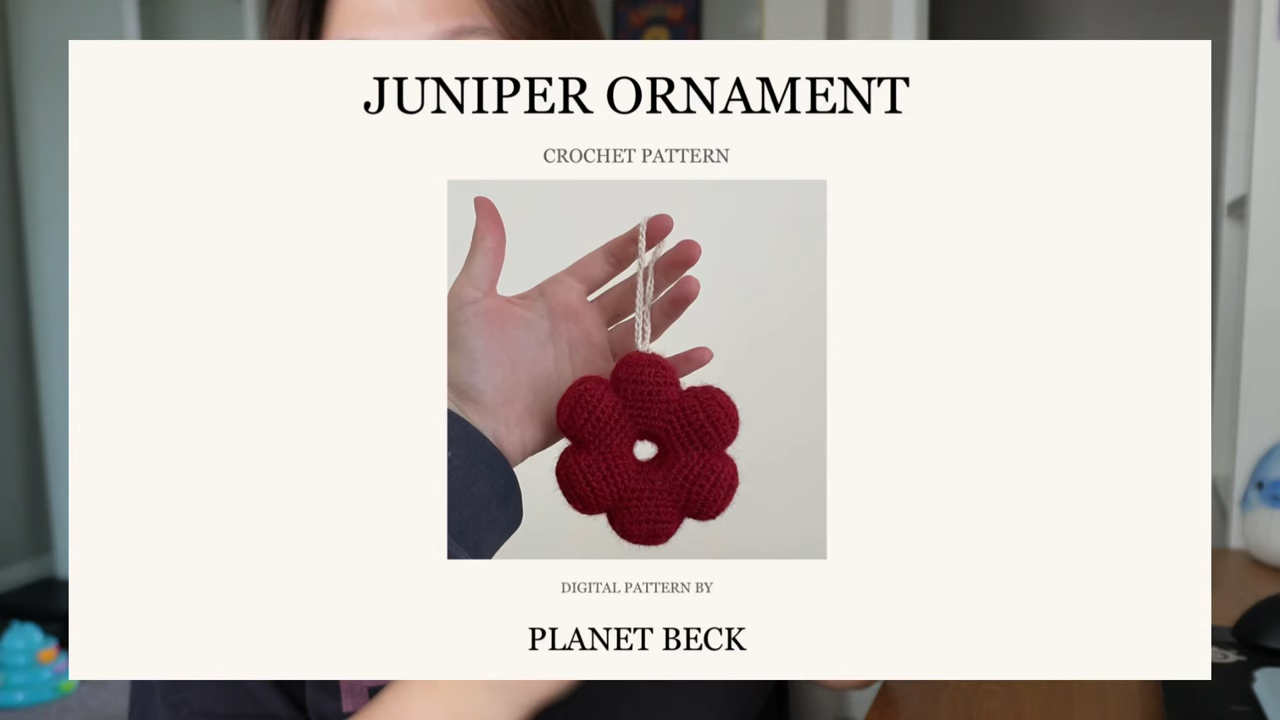 JUNIPER ORNAMENT
CROCHET PATTERN
DIGITAL PATTERN BY
PLANET BECK